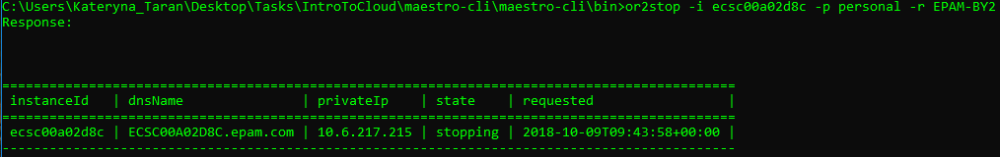 C:\Users\Kateryna_Taran\Desktop\Tasks\IntroToCloud\maestro-cli\maestro-cli\bin>or2stop -i ecsc00a02d8c -p personal -r EPAM-BY2
Response:
=============================================================================================
instanceId | dnsName | privateIp | state | requested |
=============================================================================================
ecsc00a02d8c | ECSC00A02D8C.epam.com | 10.6.217.215 | stopping | 2018-10-09T09:43:58+00:00 |
---------------------------------------------------------------------------------------------